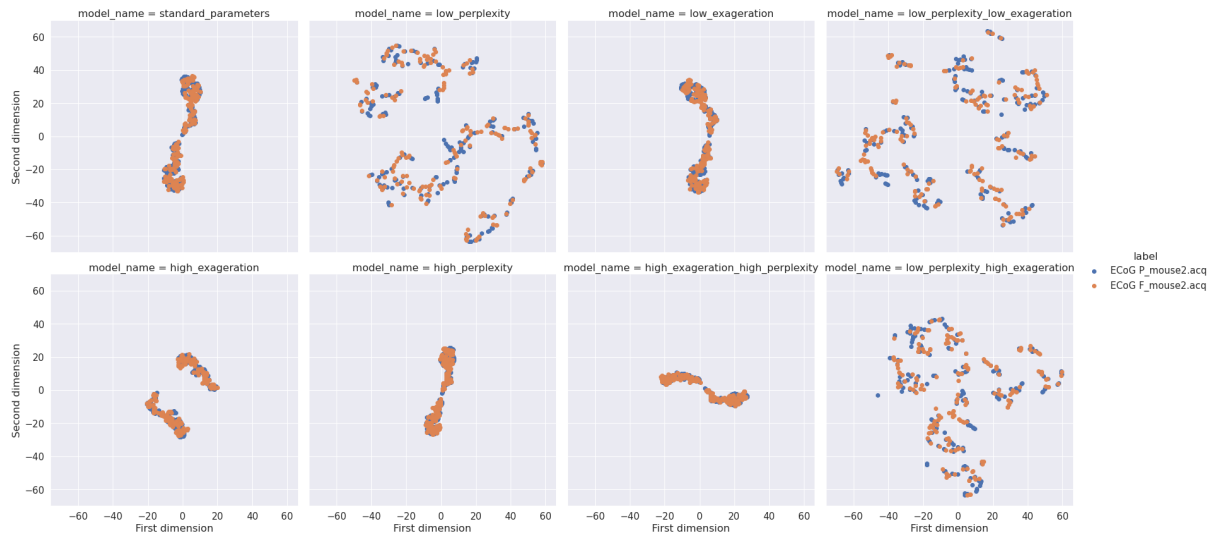 model_name = standard_parameters
model_name = low_perplexity
model_name = low_exageration
model_name = low_perplexity_low_exageration
60
40
20
0
−20
−40
−60
Second dimension
model_name = high_exageration
model_name = high_perplexity
model_name = high_exageration_high_perplexity
model_name = low_perplexity_high_exageration
label
ECoG P_mouse2.acq
ECoG F_mouse2.acq
60
40
20
0
−20
−40
−60
Second dimension
−60 −40 −20 0 20 40 60
−60 −40 −20 0 20 40 60
−60 −40 −20 0 20 40 60
−60 −40 −20 0 20 40 60
First dimension
First dimension
First dimension
First dimension